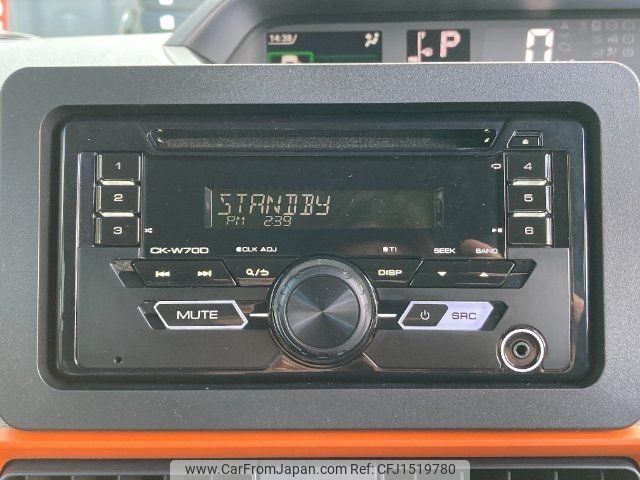 14:38
P
0
1
2
3
4
5
6
STANDBY
PM 2:39
CK-W70D
CLK ADJ
TI
SEEK
BAND
DISP
MUTE
SRC
www.CarFromJapan.com | © CarFromJapan | CFJ1519780